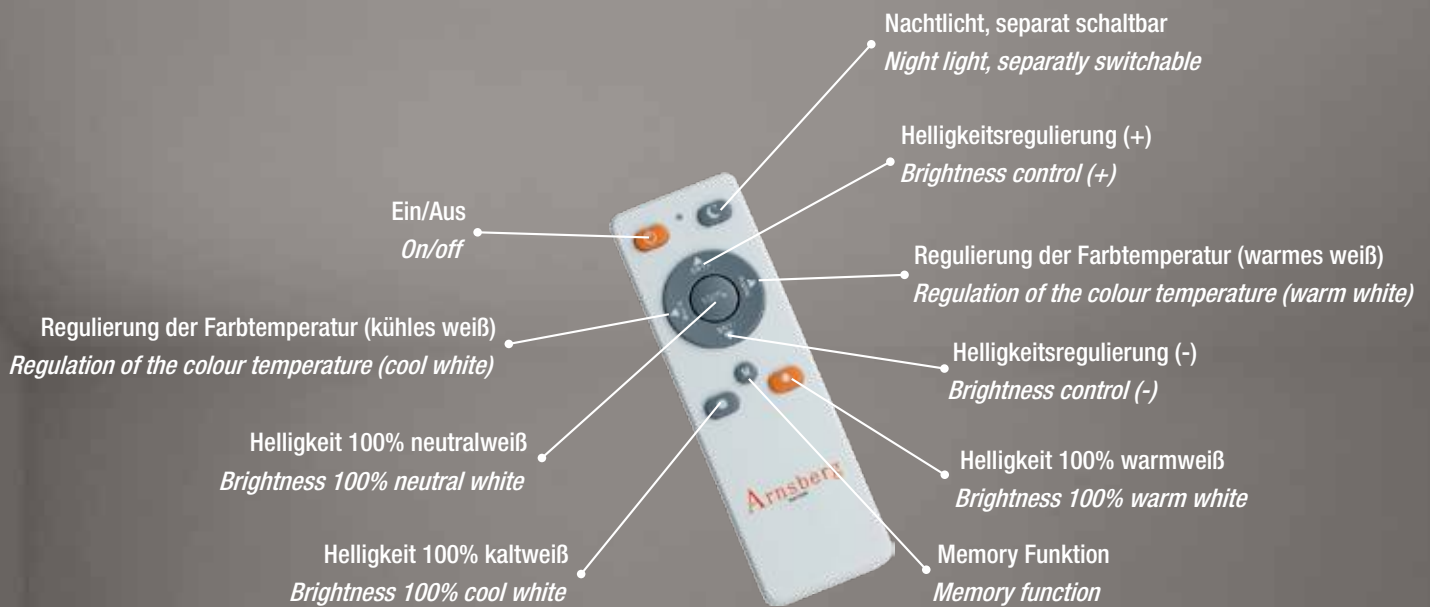 Nachtlicht, separat schaltbar
Night light, separatly switchable
Helligkeitsregulierung (+)
Brightness control (+)
Ein/Aus
On/off
Regulierung der Farbtemperatur (warmes weiß)
Regulation of the colour temperature (warm white)
Regulierung der Farbtemperatur (kühles weiß)
Regulation of the colour temperature (cool white)
Helligkeitsregulierung (-)
Brightness control (-)
Helligkeit 100% neutralweiß
Brightness 100% neutral white
Helligkeit 100% warmweiß
Brightness 100% warm white
Arnsberg
Helligkeit 100% kaltweiß
Brightness 100% cool white
Memory Funktion
Memory function